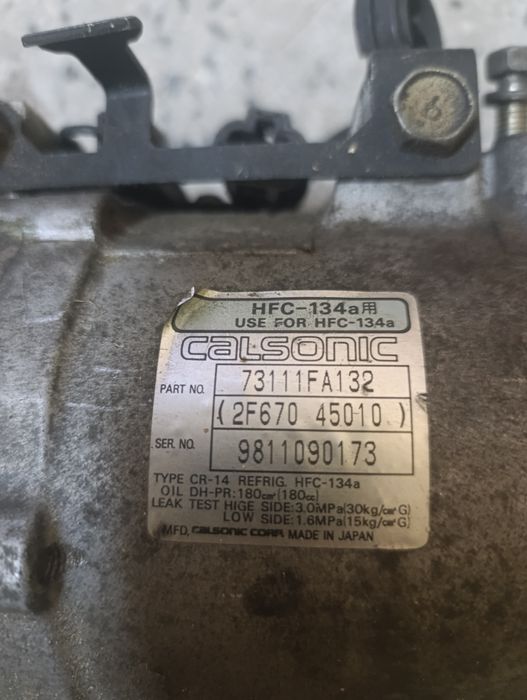 HFC-134a用
USE FOR HFC-134a
CALSONIC
PART NO. 73111FA132
(2F670 45010)
SER. NO. 9811090173
TYPE CR-14 REFRIG. HFC-134a
OIL DH-PR:180cm³(180cc)
LEAK TEST HIGE SIDE:3.0MPa(30kg/cm²G)
LOW SIDE:1.6MPa(15kg/cm²G)
MFD. CALSONIC CORP. MADE IN JAPAN